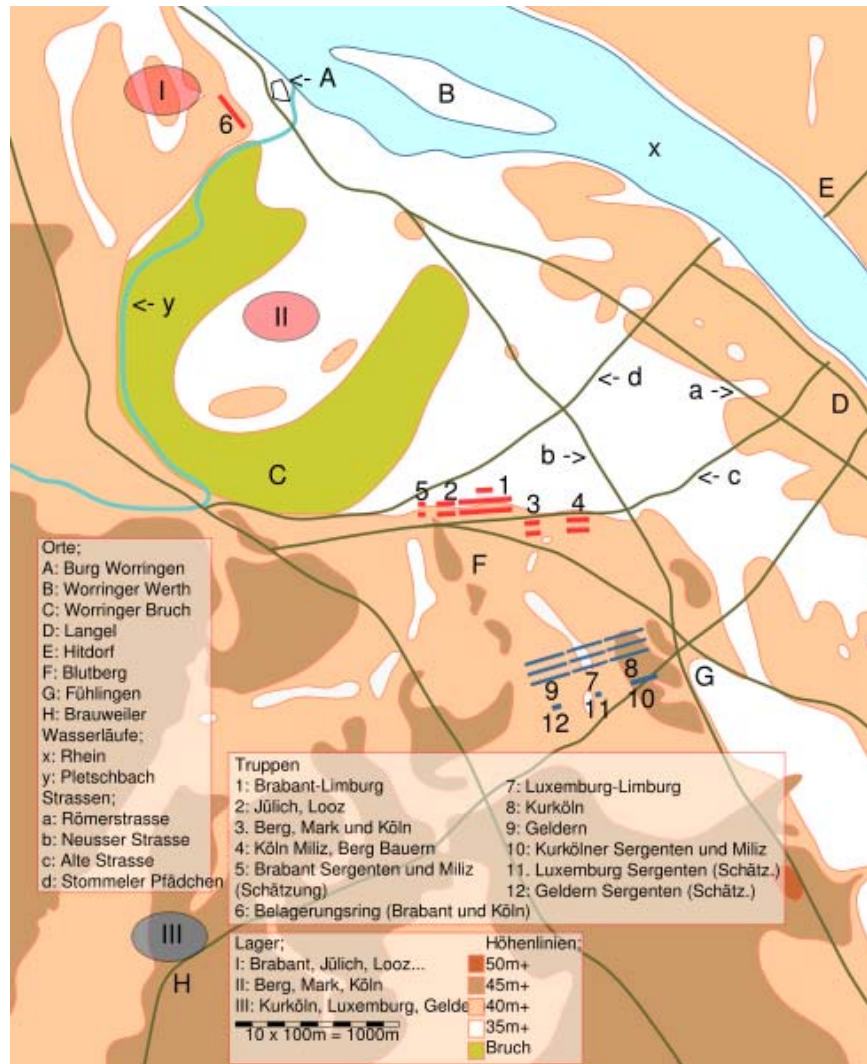 I
<- A
6
B
x
E
<- y
II
<- d
a ->
D
b ->
C
<- c
5 2 1
3 4
F
G
9 7 8
12 11 10
III
H
Orte;
A: Burg Worringen
B: Worringer Werth
C: Worringer Bruch
D: Langel
E: Hitdorf
F: Blutberg
G: Fühlingen
H: Brauweiler
Wasserläufe;
x: Rhein
y: Pletschbach
Strassen;
a: Römerstrasse
b: Neusser Strasse
c: Alte Strasse
d: Stommeler Pfädchen
Truppen
1: Brabant-Limburg
2: Jülich, Looz
3. Berg, Mark und Köln
4: Köln Miliz, Berg Bauern
5: Brabant Sergenten und Miliz
(Schätzung)
6: Belagerungsring (Brabant und Köln)
7: Luxemburg-Limburg
8: Kurköln
9: Geldern
10: Kurkölner Sergenten und Miliz
11. Luxemburg Sergenten (Schätz.)
12: Geldern Sergenten (Schätz.)
Lager;
I: Brabant, Jülich, Looz...
II: Berg, Mark, Köln
III: Kurköln, Luxemburg, Gelde
10 x 100m = 1000m
Höhenlinien;
50m+
45m+
40m+
35m+
Bruch